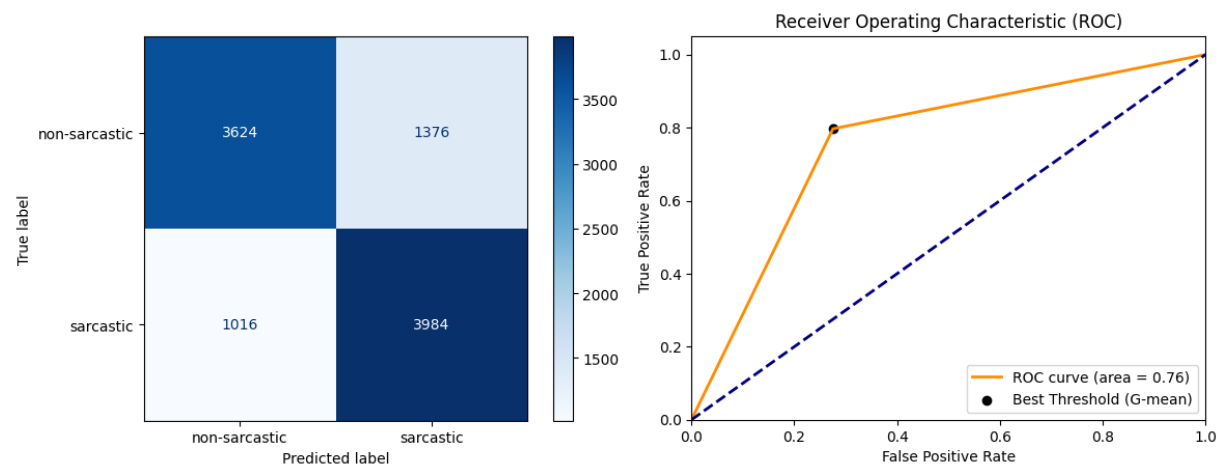 True label
non-sarcastic
sarcastic
3624
1376
1016
3984
non-sarcastic
sarcastic
Predicted label
3500
3000
2500
2000
1500
Receiver Operating Characteristic (ROC)
True Positive Rate
1.0
0.8
0.6
0.4
0.2
0.0
0.0
0.2
0.4
0.6
0.8
1.0
False Positive Rate
ROC curve (area = 0.76)
Best Threshold (G-mean)